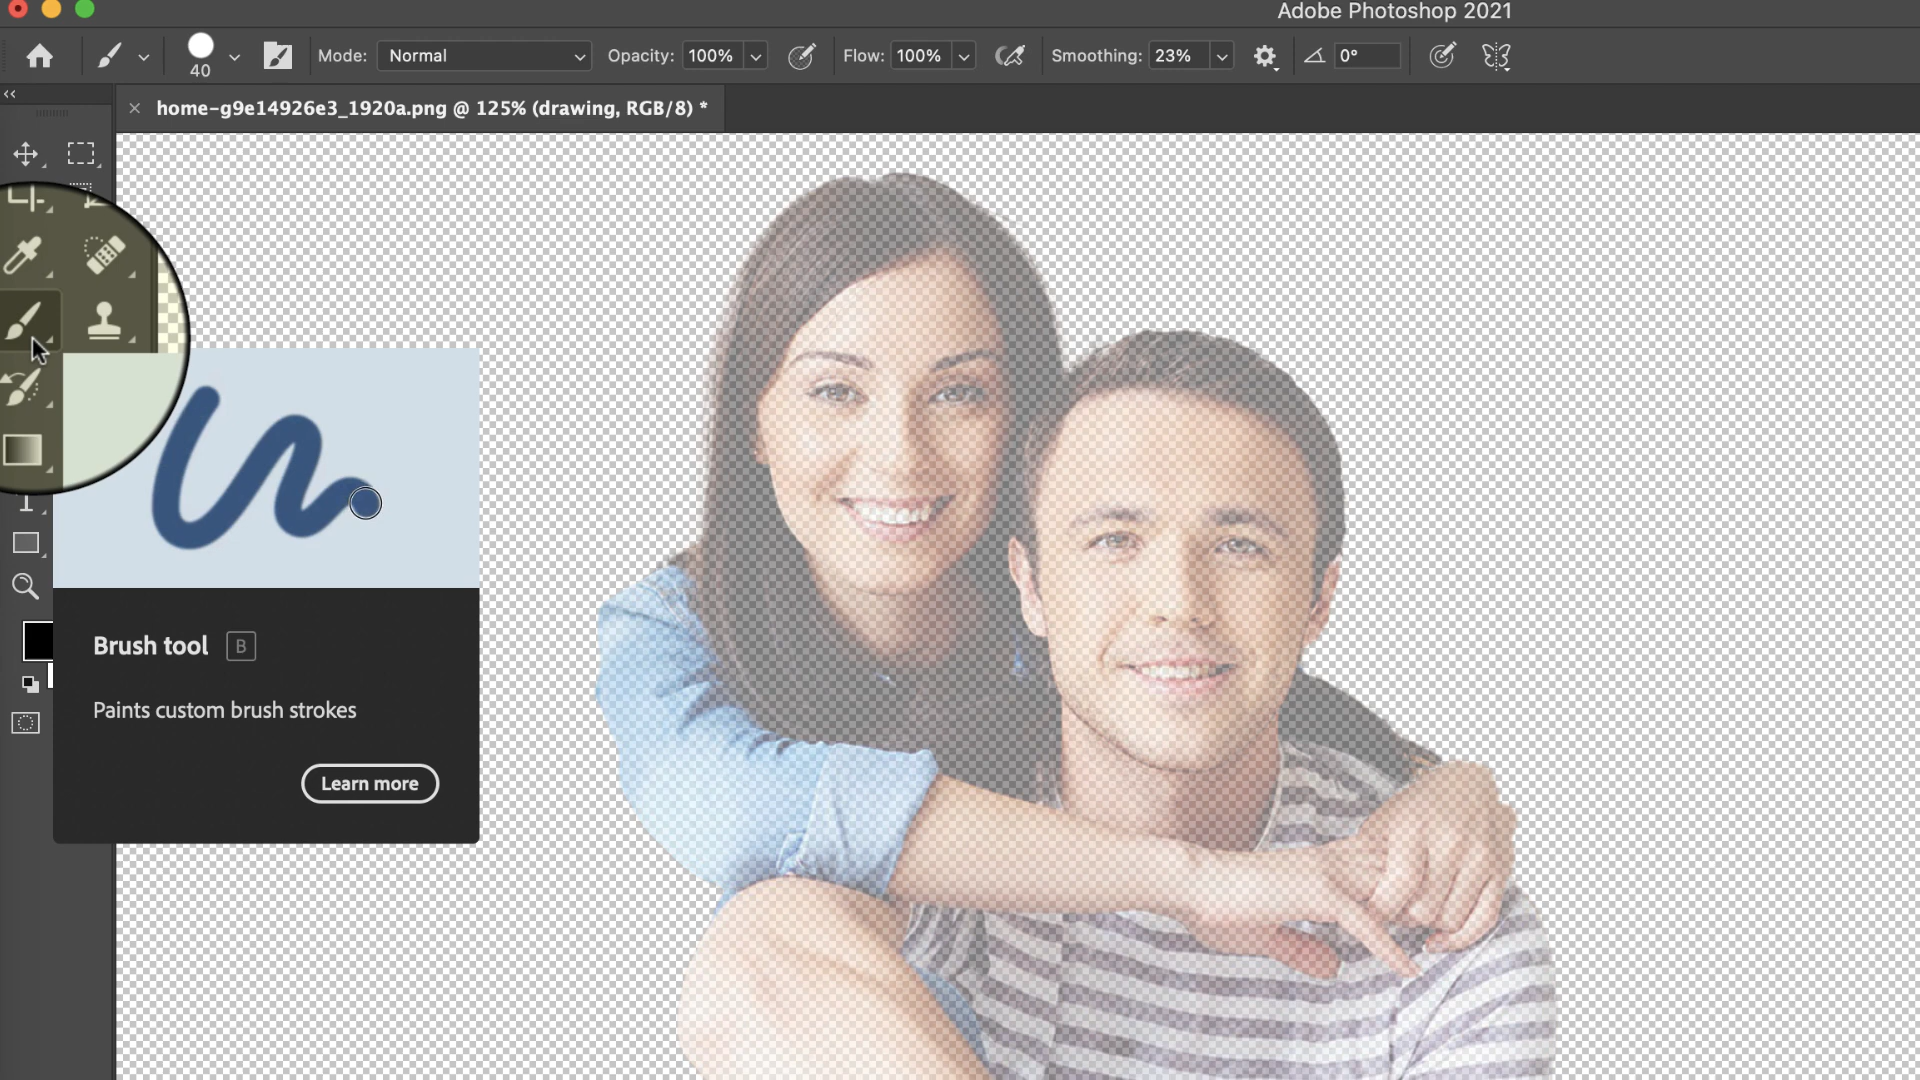 Adobe Photoshop 2021
40
Mode: Normal
Opacity: 100%
Flow: 100%
Smoothing: 23%
0°
home-g9e14926e3_1920a.png @ 125% (drawing, RGB/8) *
T
Brush tool B
Paints custom brush strokes
Learn more